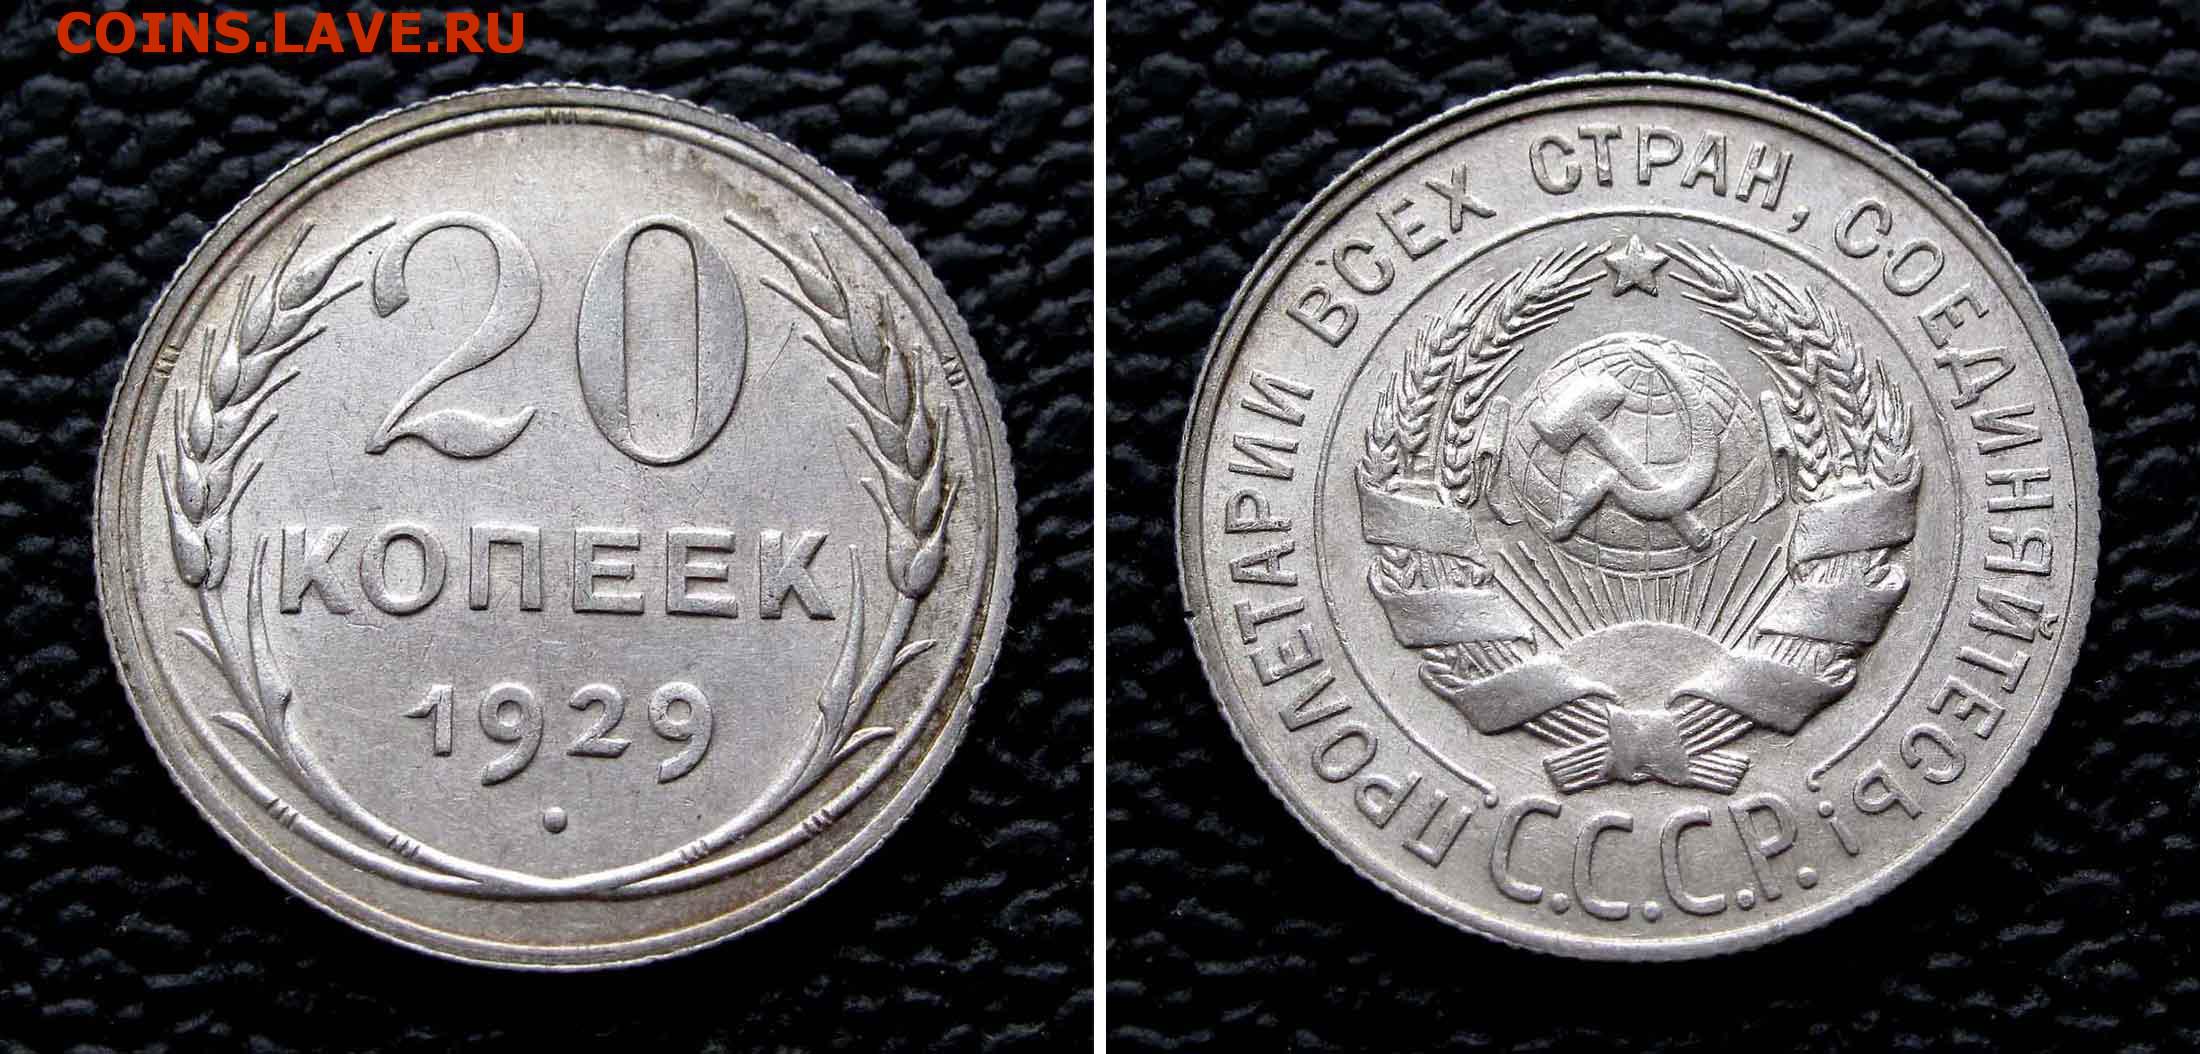 COINS.LAVE.RU
20
КОПЕЕК
1929
ПРОЛЕТАРИИ ВСЕХ СТРАН, СОЕДИНЯЙТЕСЬ!
С.С.С.Р.